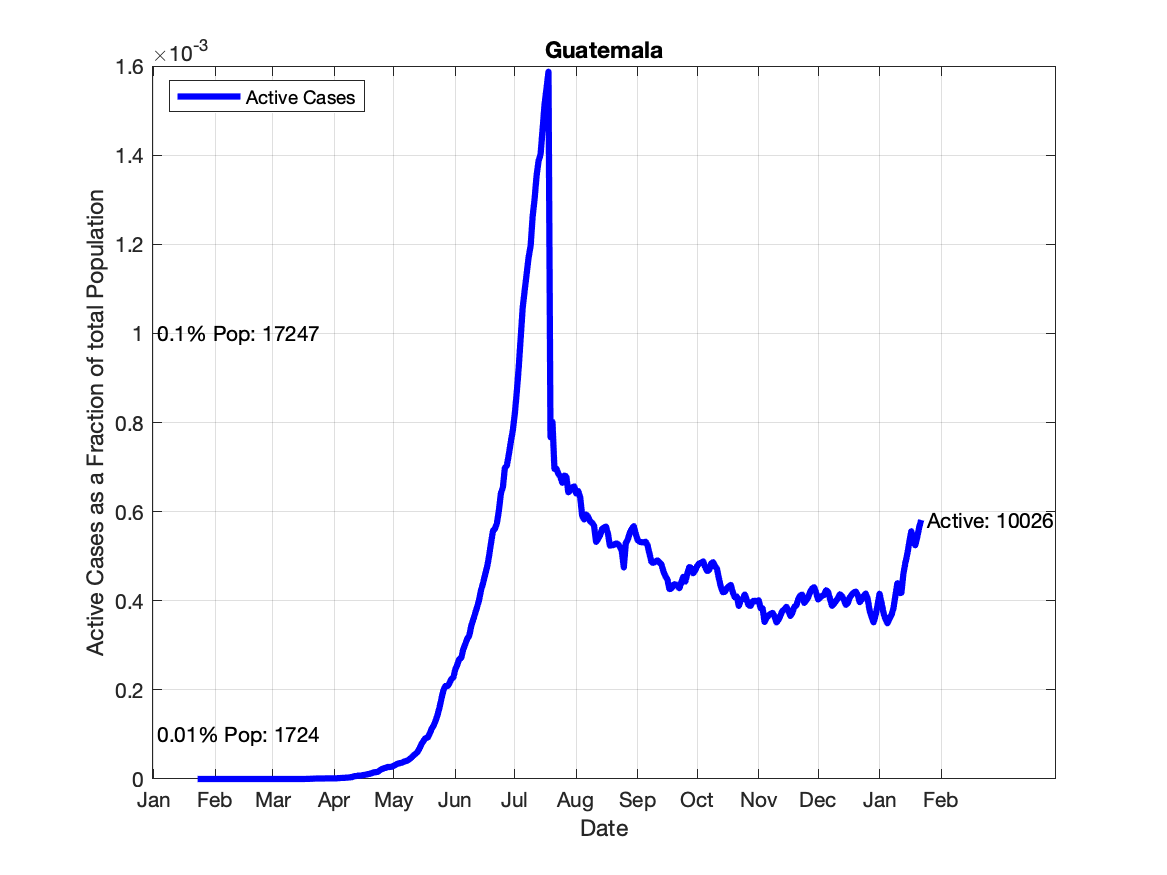 Guatemala
×10-3
Active Cases
1.6
1.4
1.2
1
0.8
0.6
0.4
0.2
0
0.1% Pop: 17247
0.01% Pop: 1724
Active: 10026
Active Cases as a Fraction of total Population
Jan Feb Mar Apr May Jun Jul Aug Sep Oct Nov Dec Jan Feb
Date